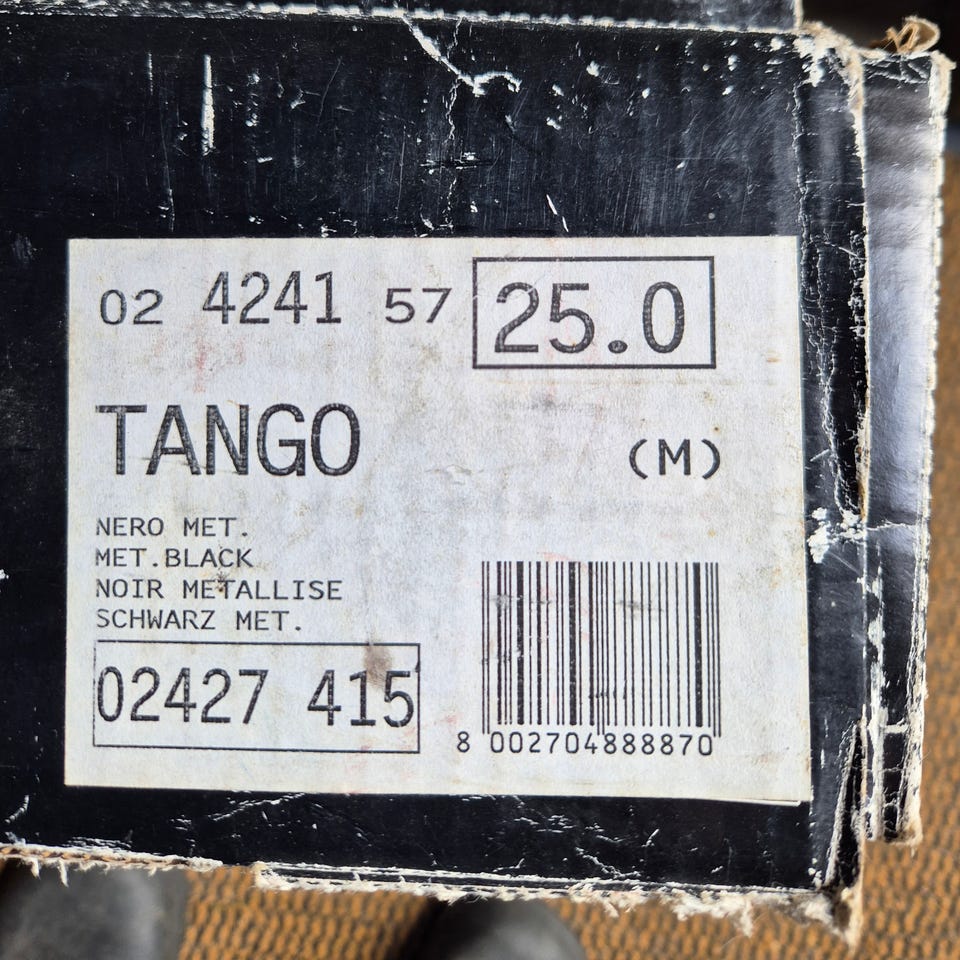 02 4241 57 25.0
TANGO (M)
NERO MET.
MET.BLACK
NOIR METALLISE
SCHWARZ MET.
02427 415
8 002704888870